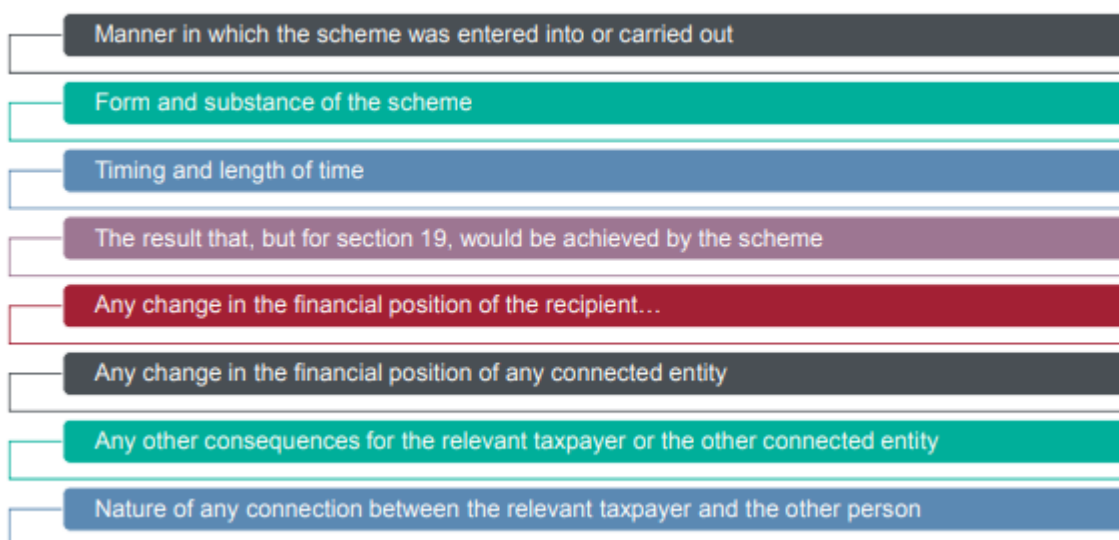 Manner in which the scheme was entered into or carried out
Form and substance of the scheme
Timing and length of time
The result that, but for section 19, would be achieved by the scheme
Any change in the financial position of the recipient…
Any change in the financial position of any connected entity
Any other consequences for the relevant taxpayer or the other connected entity
Nature of any connection between the relevant taxpayer and the other person